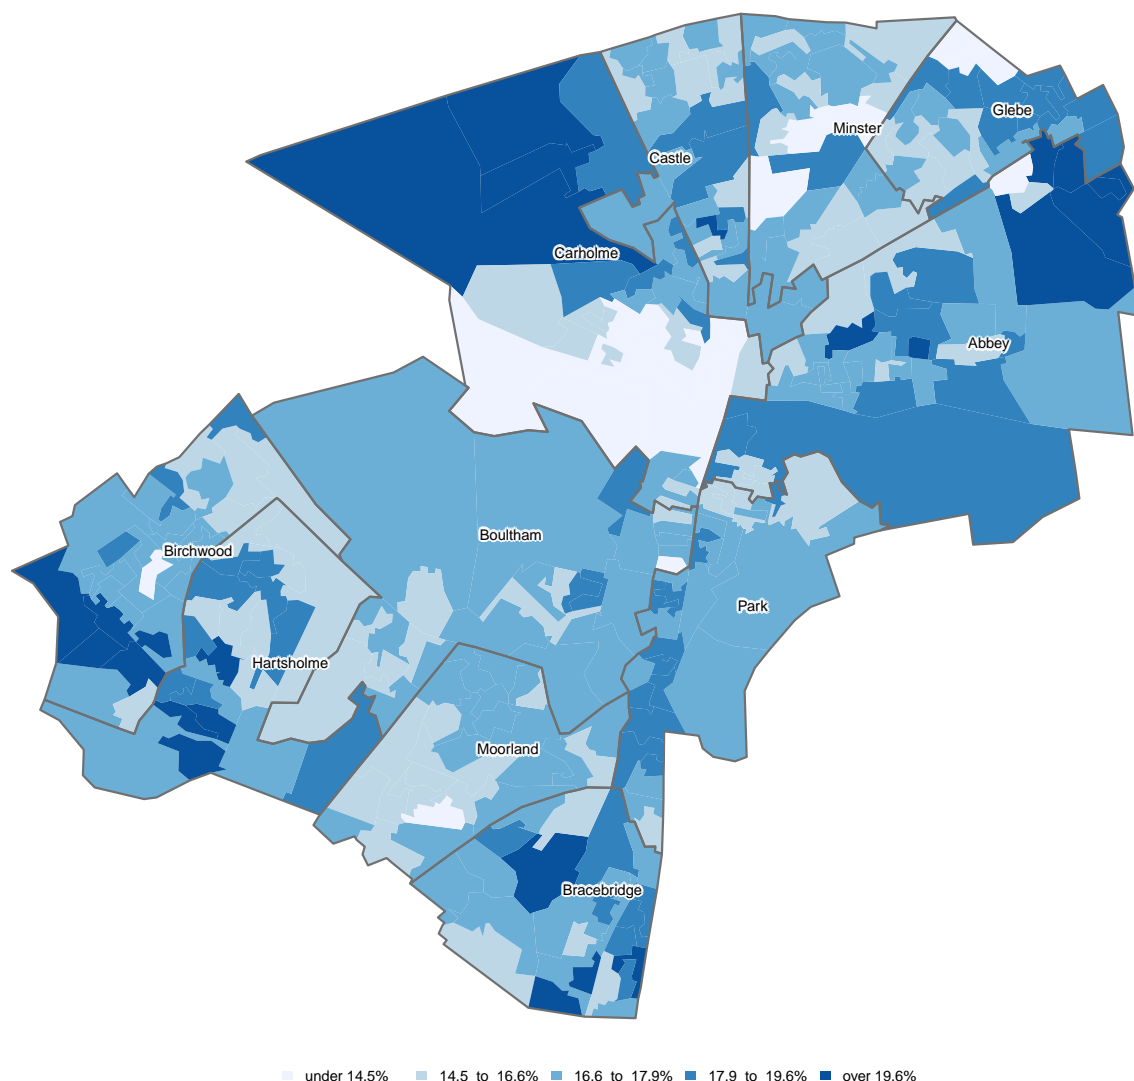 Glebe
Minster
Castle
Carholme
Abbey
Boultham
Birchwood
Park
Hartsholme
Moorland
Bracebridge
under 14.5% 14.5 to 16.6% 16.6 to 17.9% 17.9 to 19.6% over 19.6%